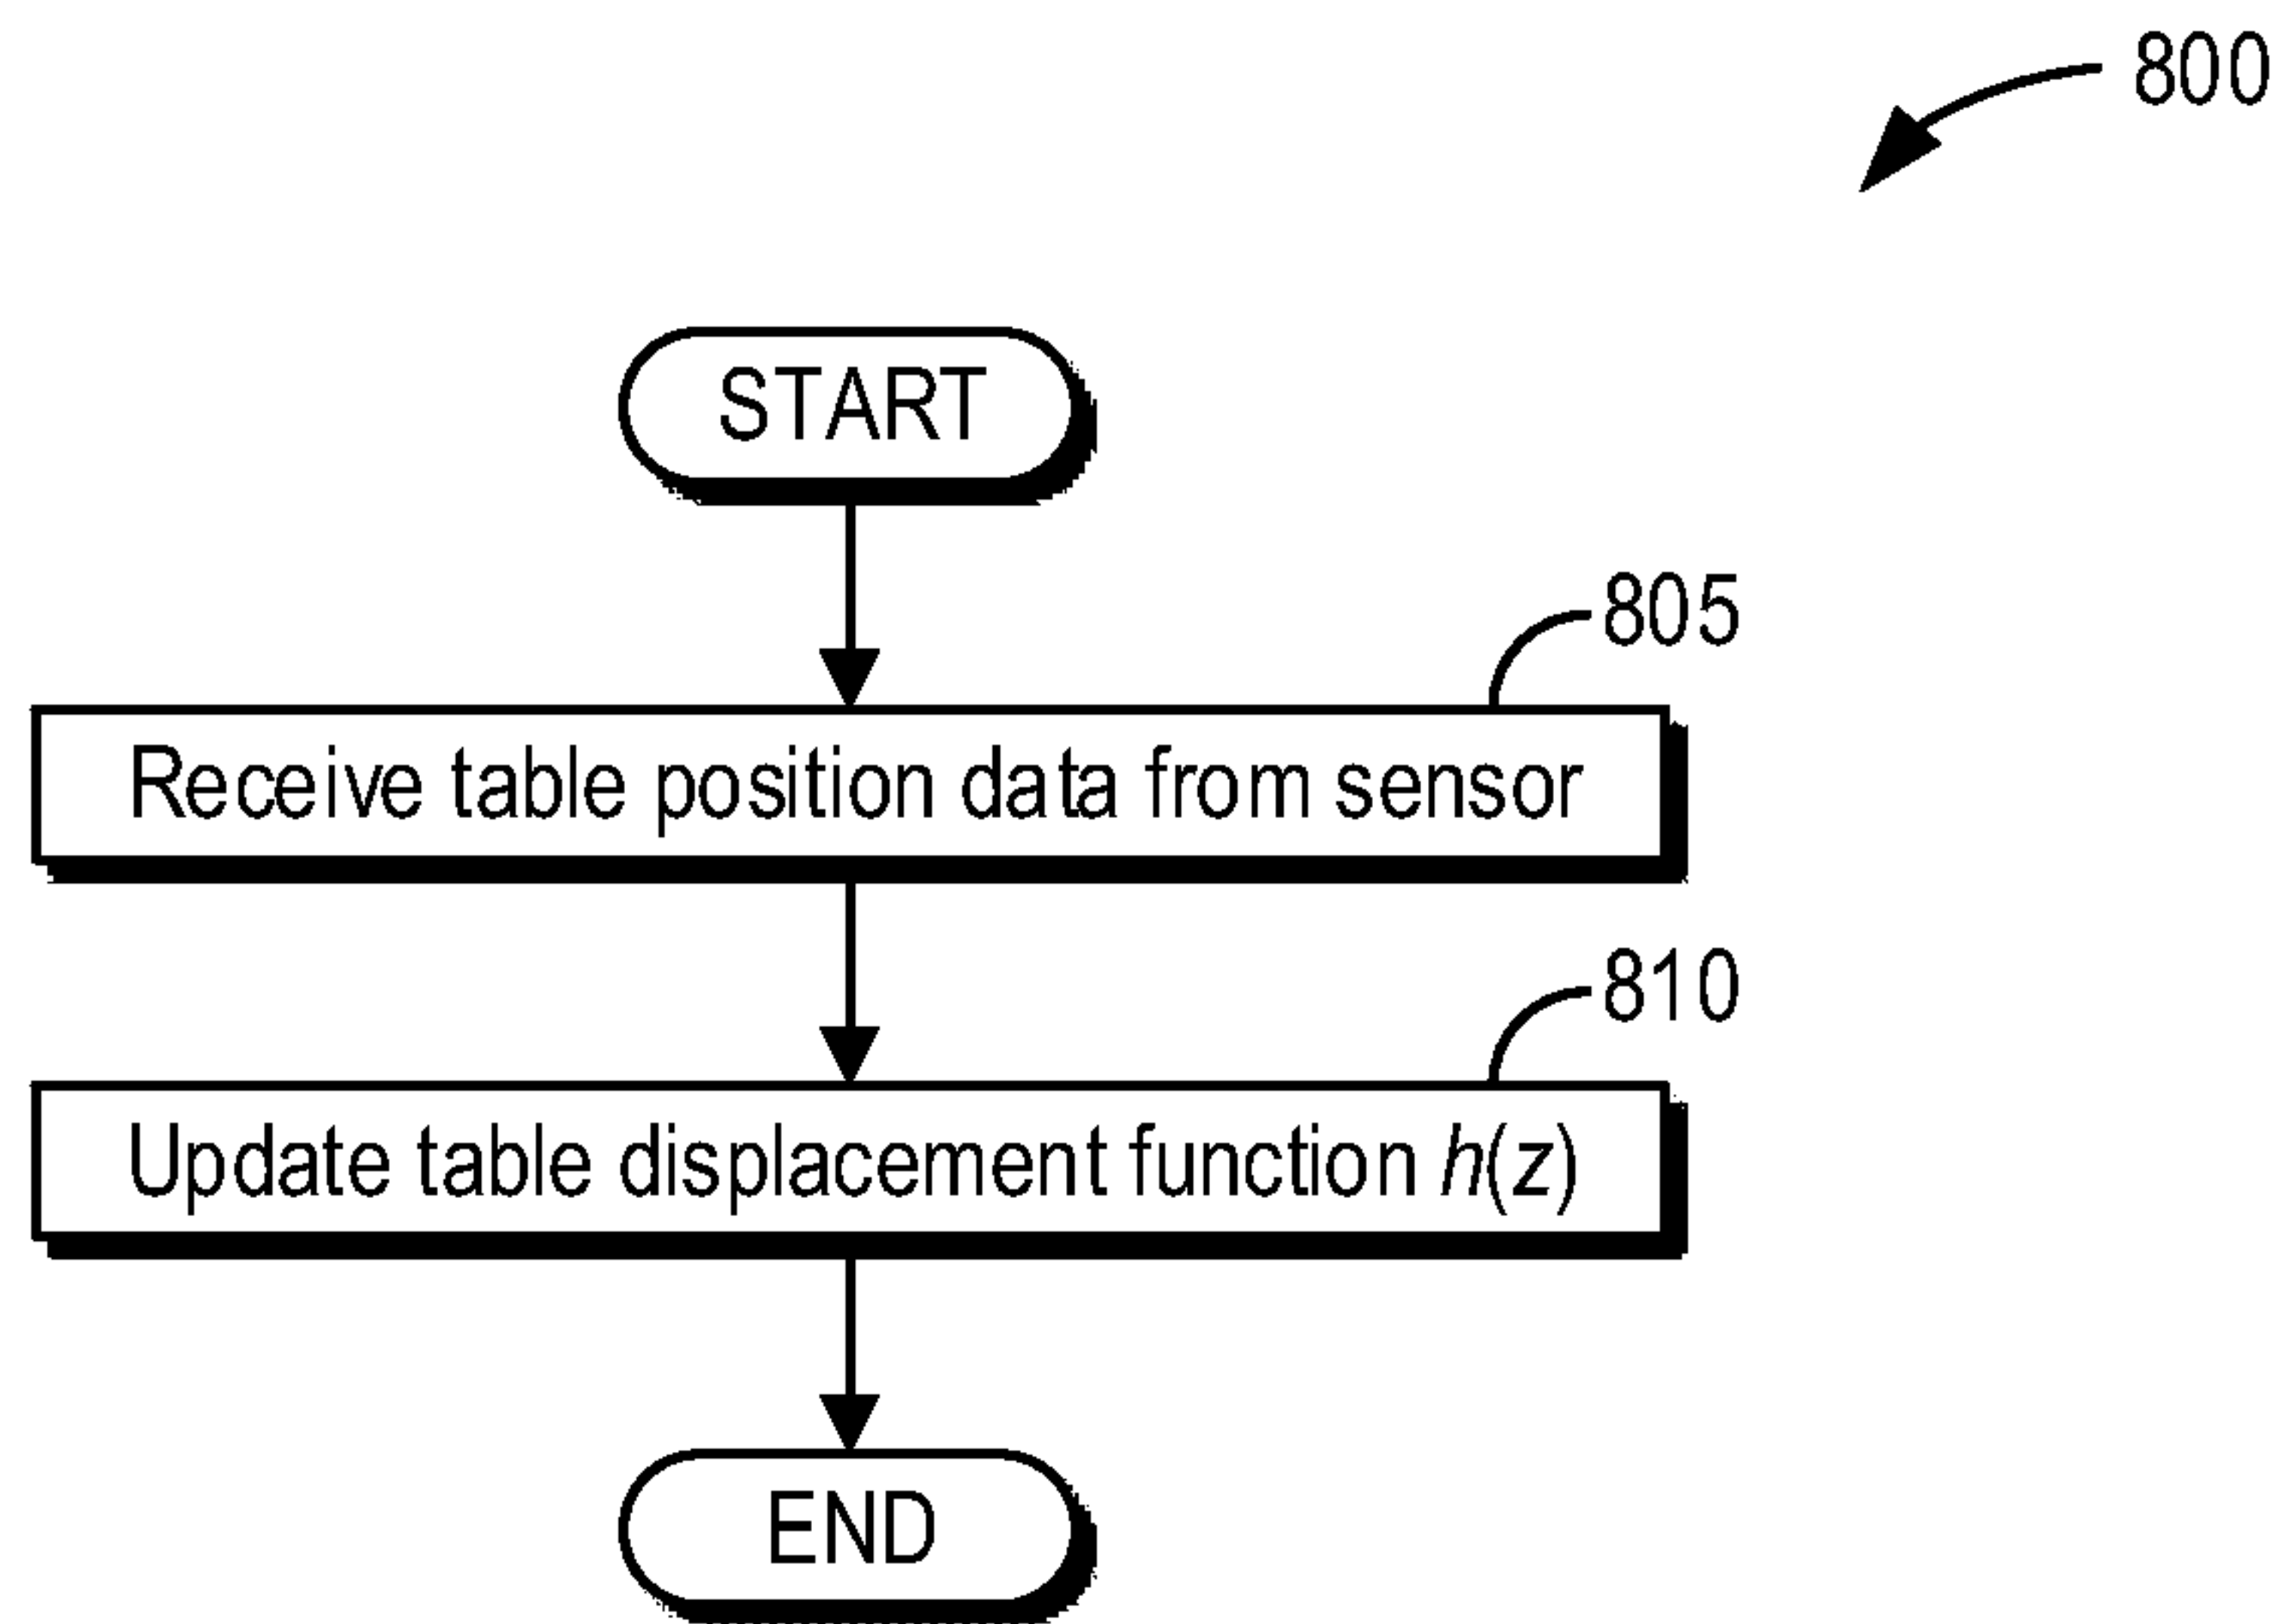 800
START
805
Receive table position data from sensor
810
Update table displacement function h(z)
END